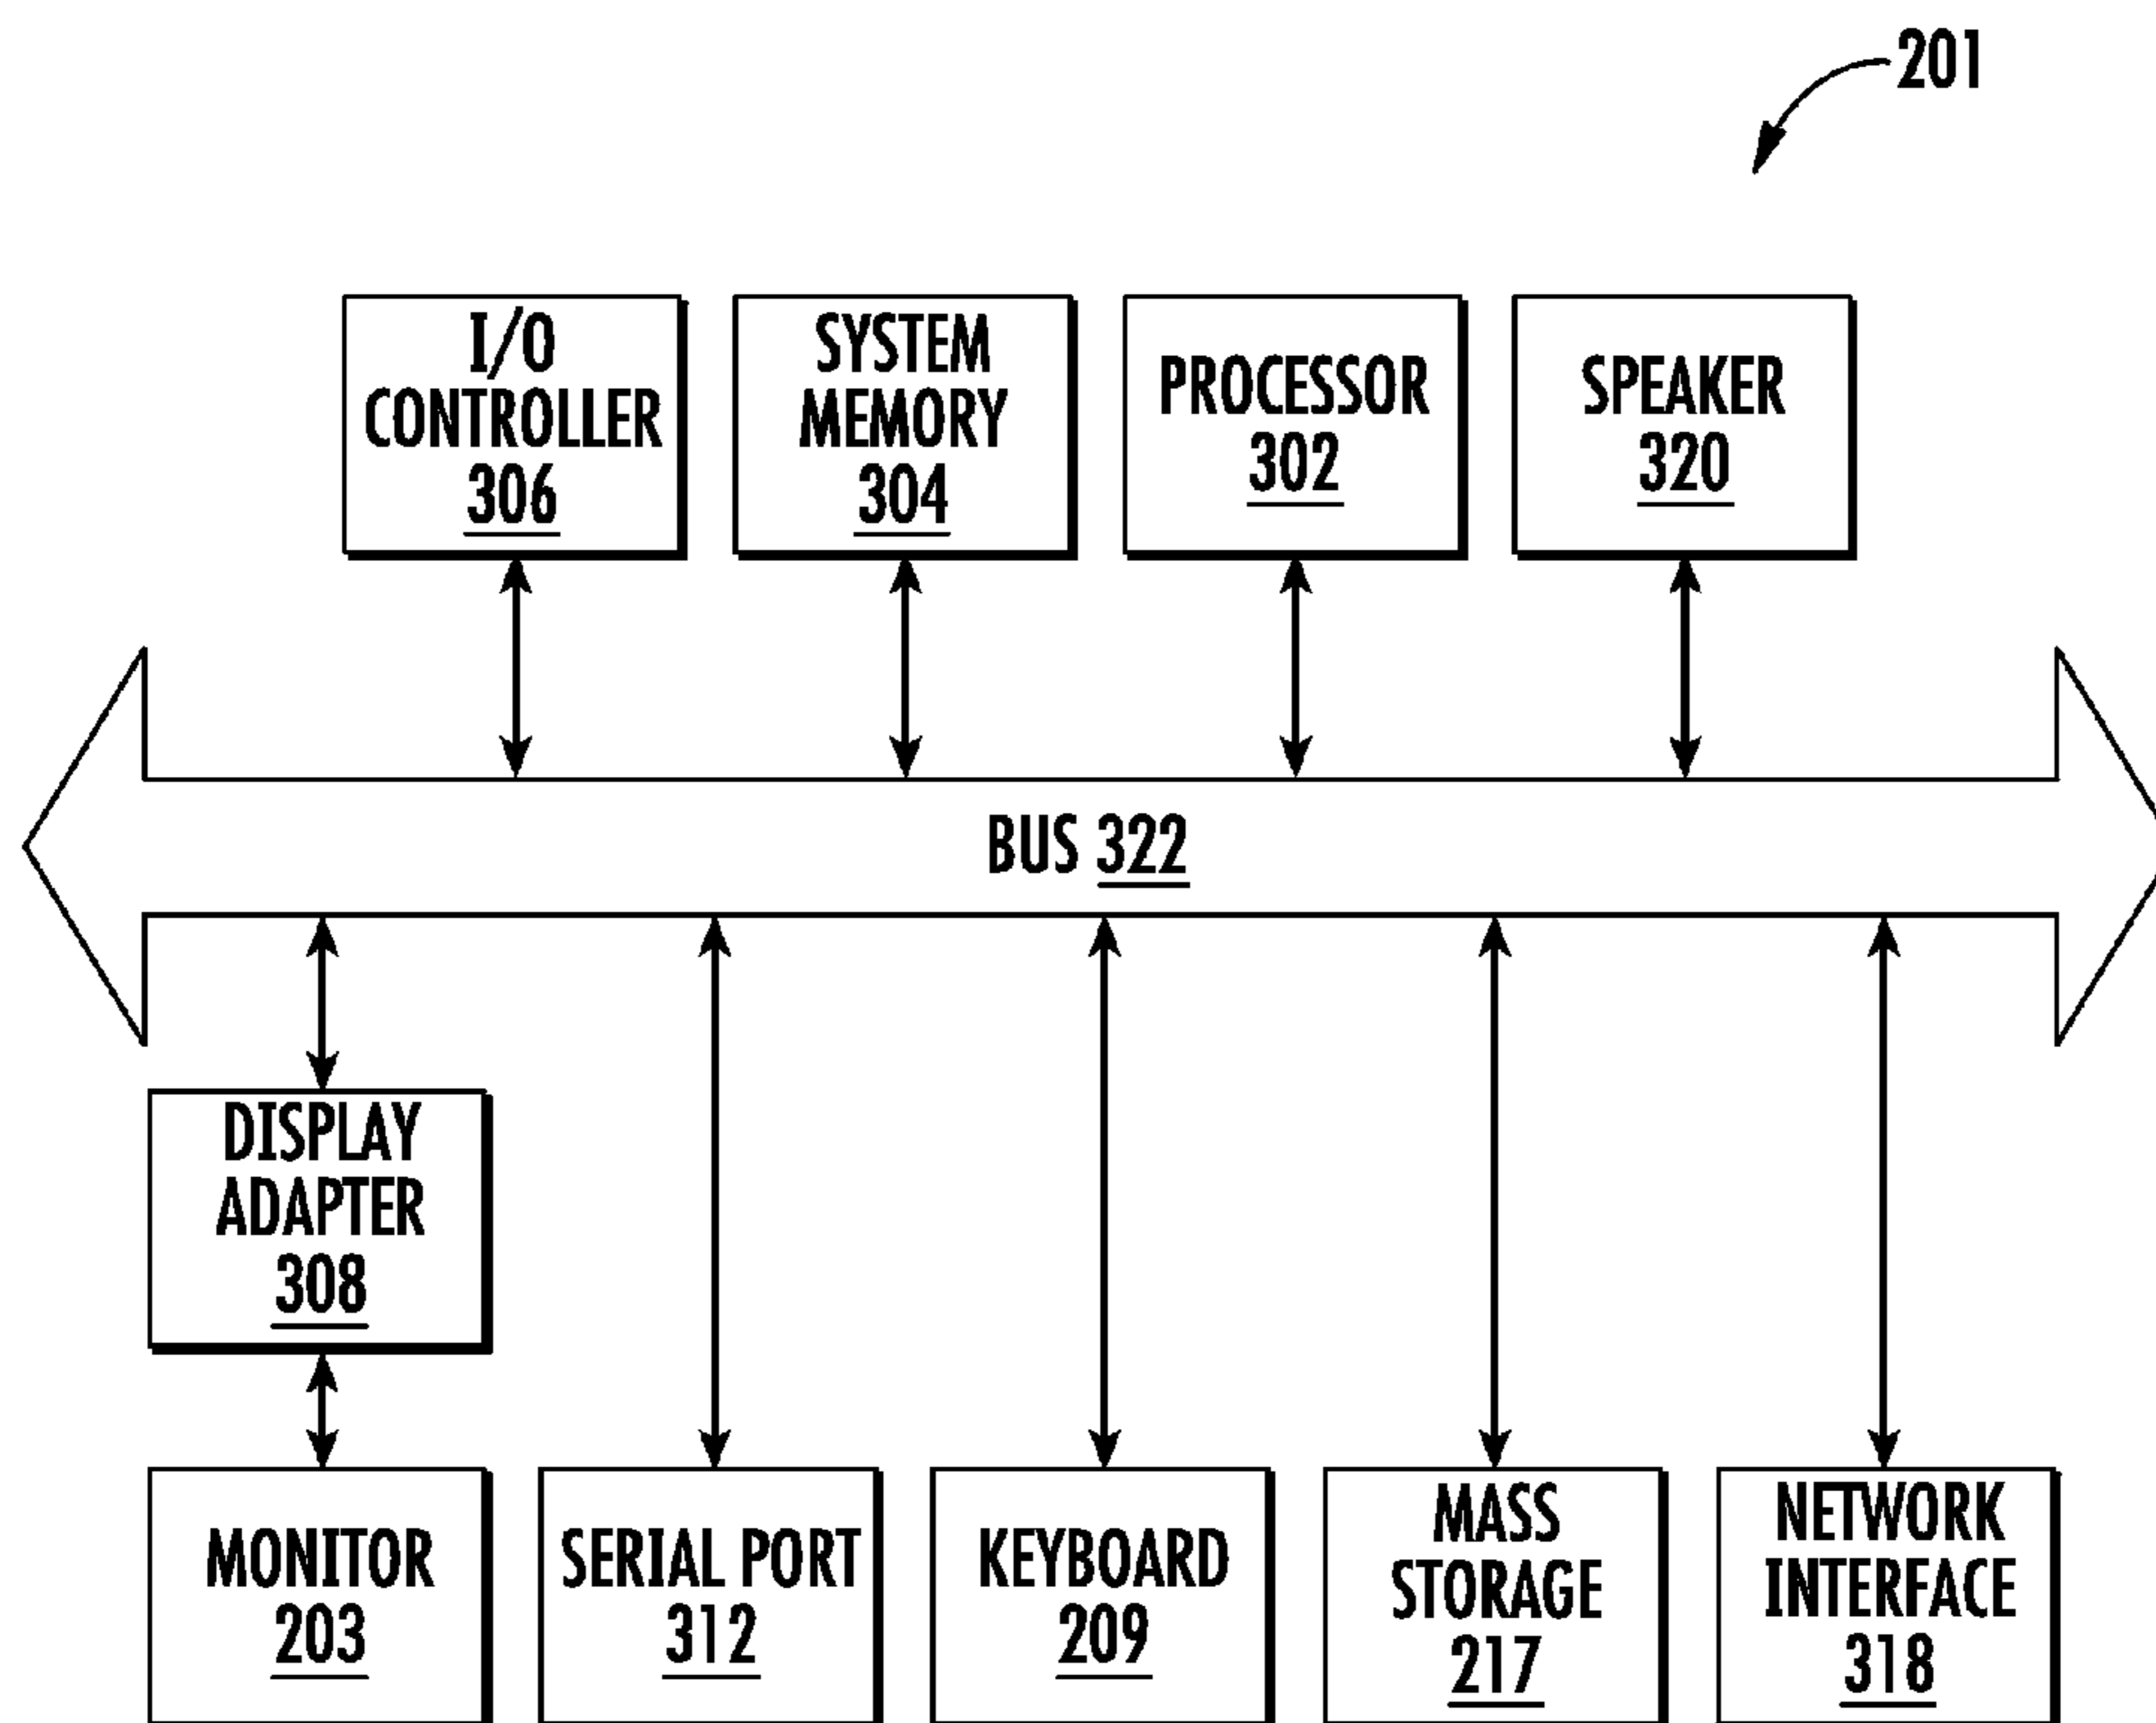 201
I/O
CONTROLLER
306
SYSTEM
MEMORY
304
PROCESSOR
302
SPEAKER
320
BUS 322
DISPLAY
ADAPTER
308
MONITOR
203
SERIAL PORT
312
KEYBOARD
209
MASS
STORAGE
217
NETWORK
INTERFACE
318